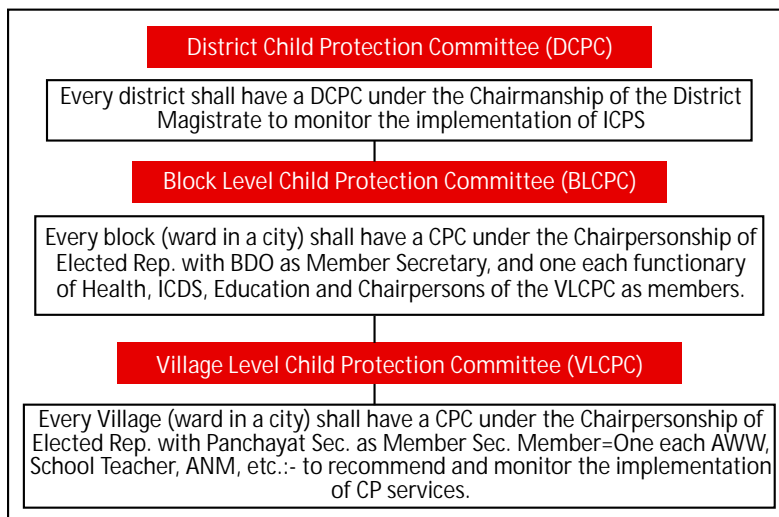 District Child Protection Committee (DCPC)
Every district shall have a DCPC under the Chairmanship of the District
Magistrate to monitor the implementation of ICPS
Block Level Child Protection Committee (BLCPC)
Every block (ward in a city) shall have a CPC under the Chairpersonship of
Elected Rep. with BDO as Member Secretary, and one each functionary
of Health, ICDS, Education and Chairpersons of the VLCPC as members.
Village Level Child Protection Committee (VLCPC)
Every Village (ward in a city) shall have a CPC under the Chairpersonship of
Elected Rep. with Panchayat Sec. as Member Sec. Member=One each AWW,
School Teacher, ANM, etc.:- to recommend and monitor the implementation
of CP services.